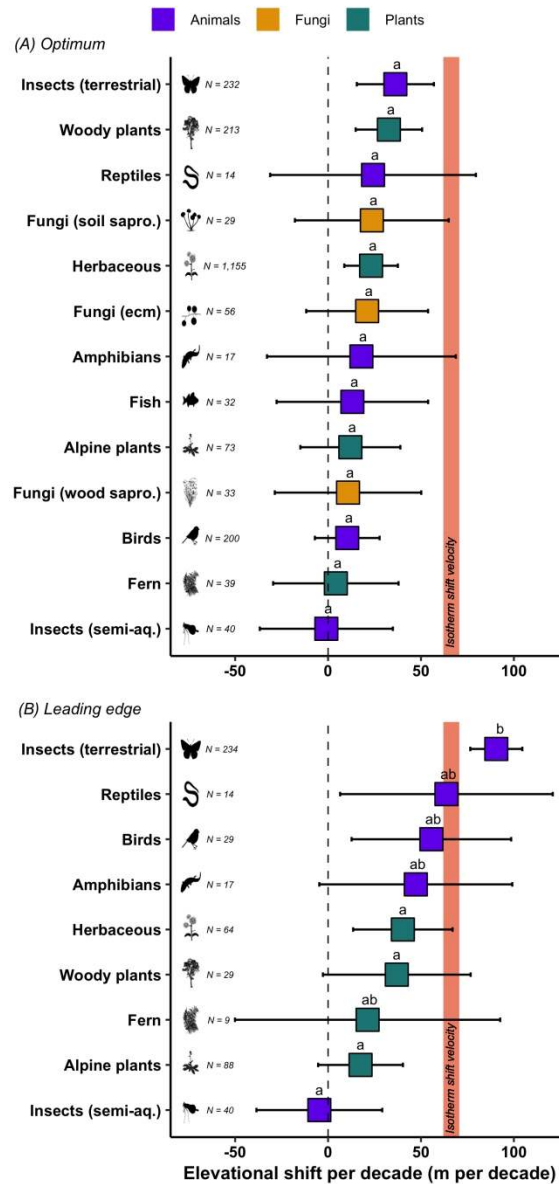 Animals Fungi Plants
(A) Optimum
Insects (terrestrial) N = 232 a
Woody plants N = 213 a
Reptiles N = 14 a
Fungi (soil sapro.) N = 29 a
Herbaceous N = 1,155 a
Fungi (ecm) N = 56 a
Amphibians N = 17 a
Fish N = 32 a
Alpine plants N = 73 a
Fungi (wood sapro.) N = 33 a
Birds N = 200 a
Fern N = 39 a
Insects (semi-aq.) N = 40 a
Isotherm shift velocity
-50 0 50 100
(B) Leading edge
Insects (terrestrial) N = 234 b
Reptiles N = 14 ab
Birds N = 29 ab
Amphibians N = 17 ab
Herbaceous N = 64 a
Woody plants N = 29 a
Fern N = 9 ab
Alpine plants N = 88 a
Insects (semi-aq.) N = 40 a
Isotherm shift velocity
-50 0 50 100
Elevational shift per decade (m per decade)